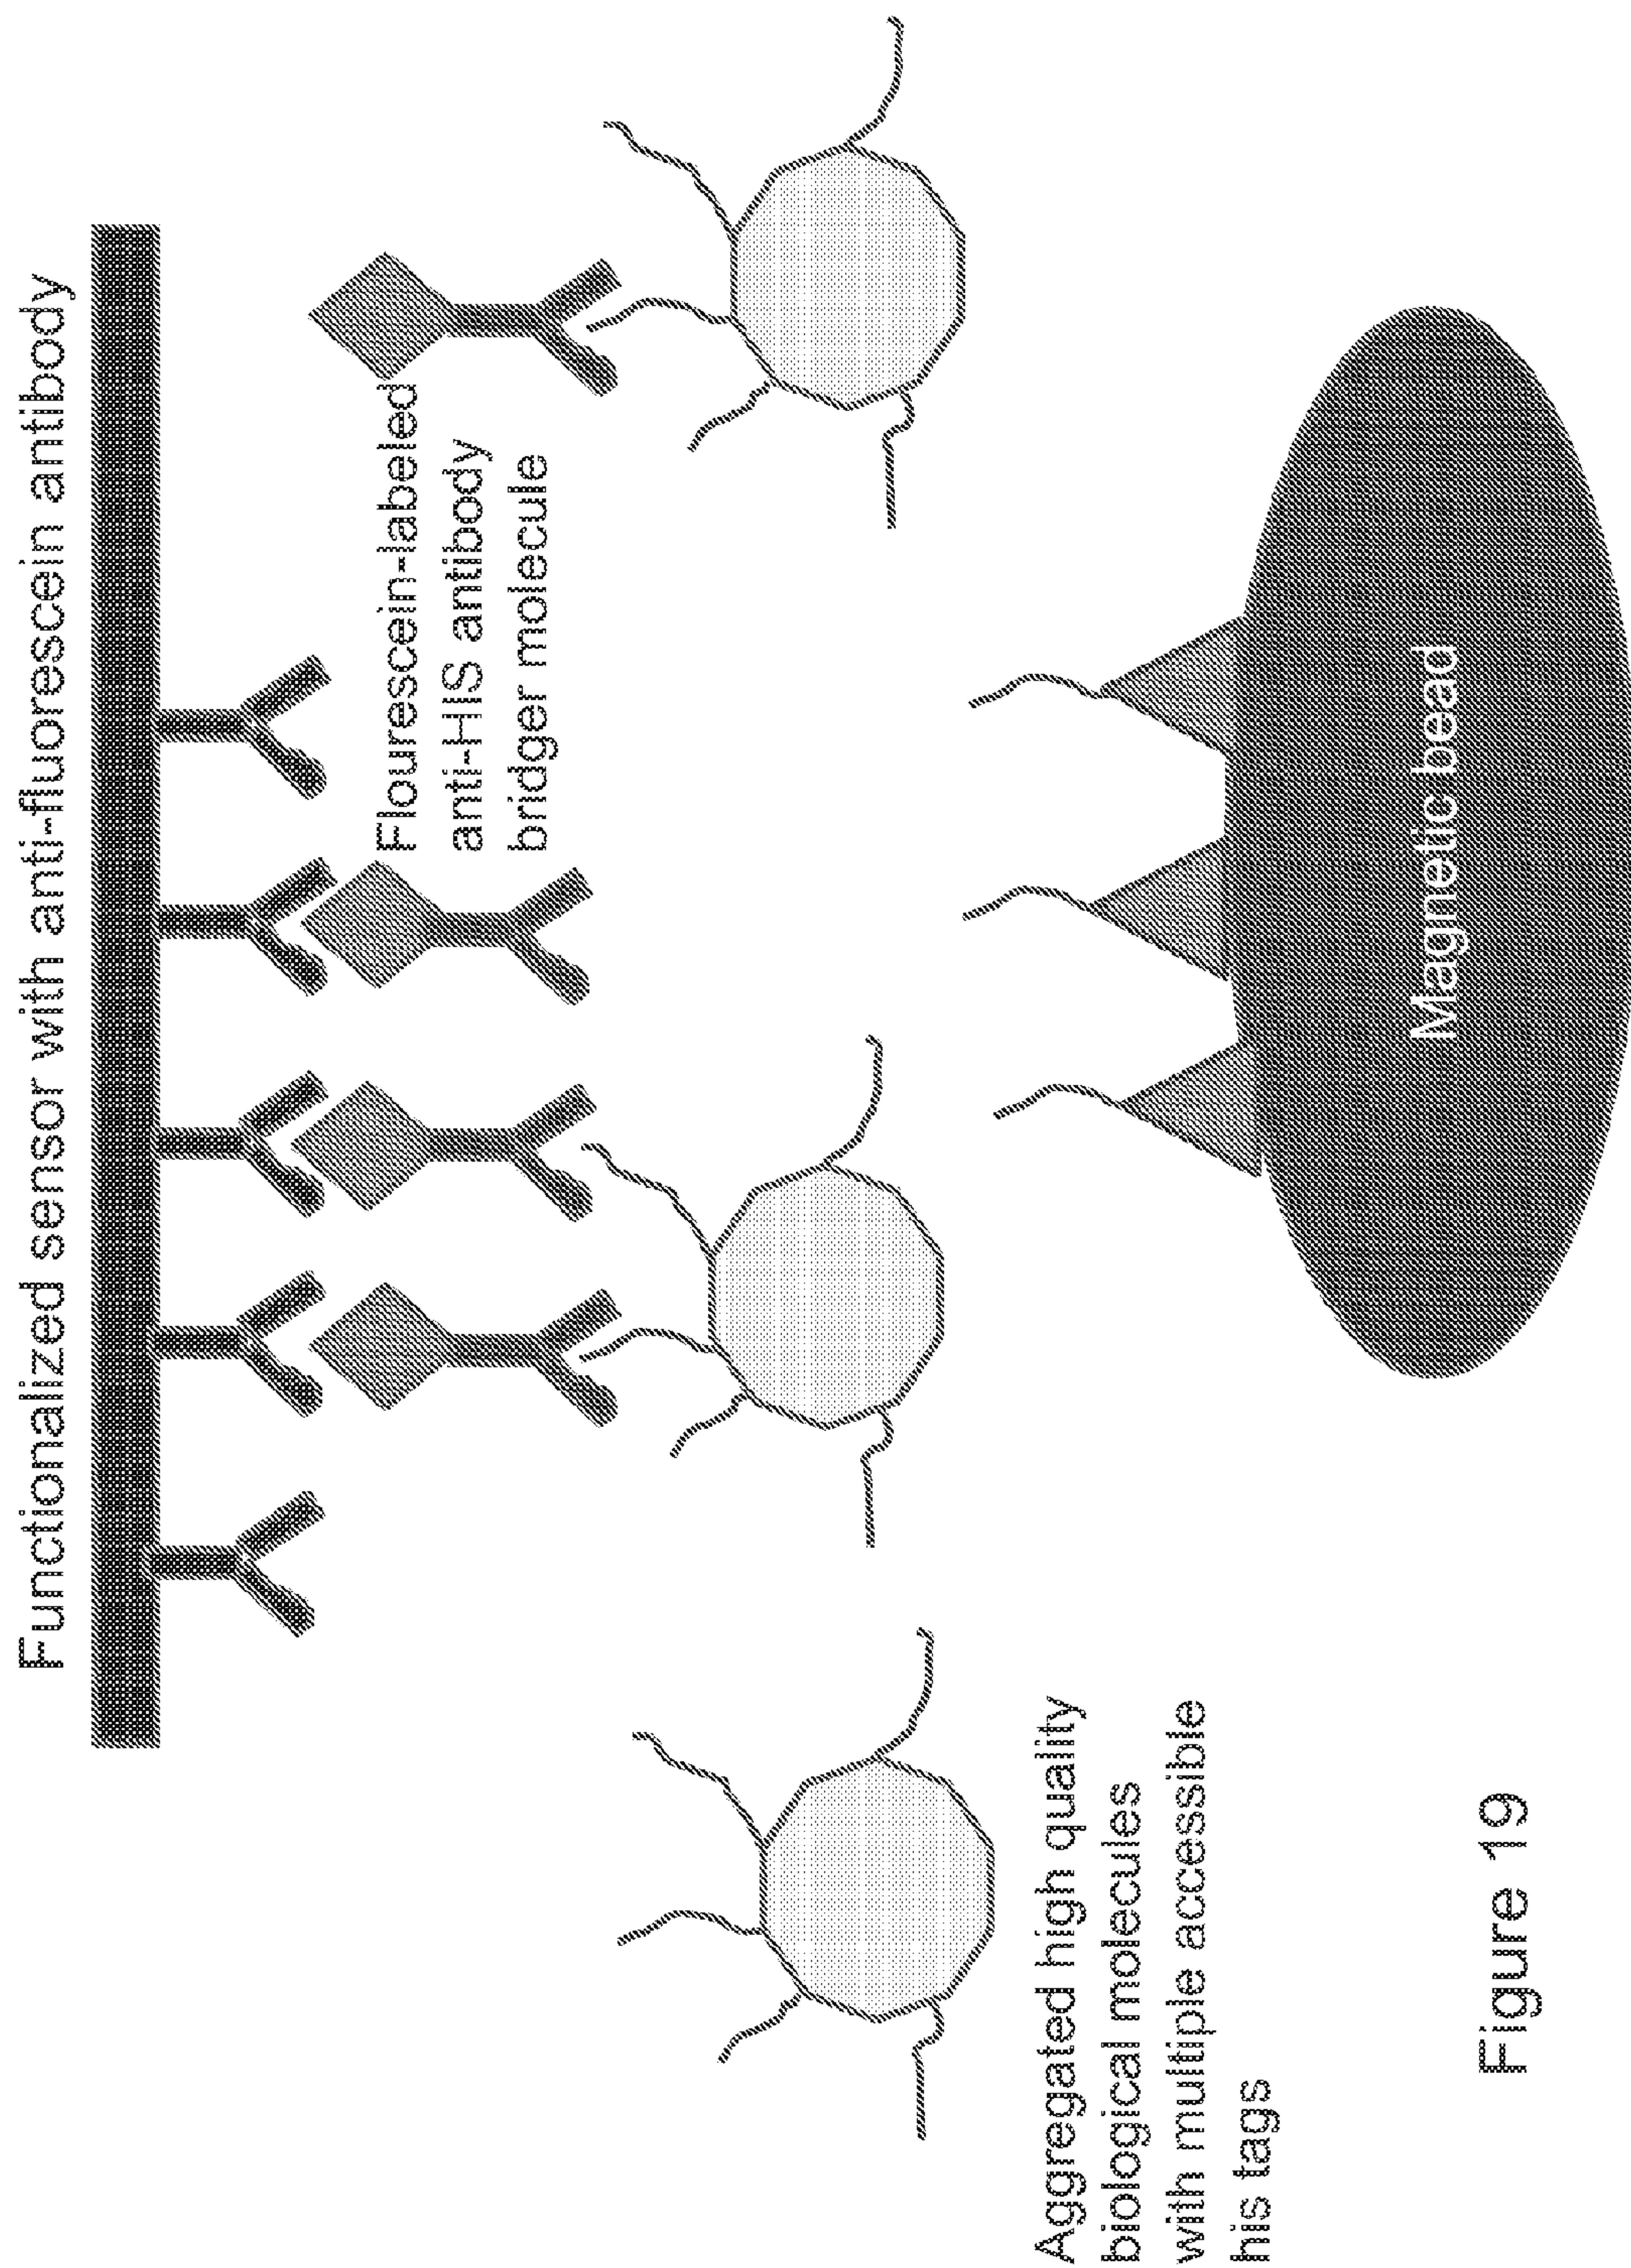 Functionalized sensor with anti-fluorescein antibody
Flourescein-labeled
anti-HIS antibody
bridger molecule
Aggregated high quality
biological molecules
with multiple accessible
his tags
Magnetic bead
Figure 19